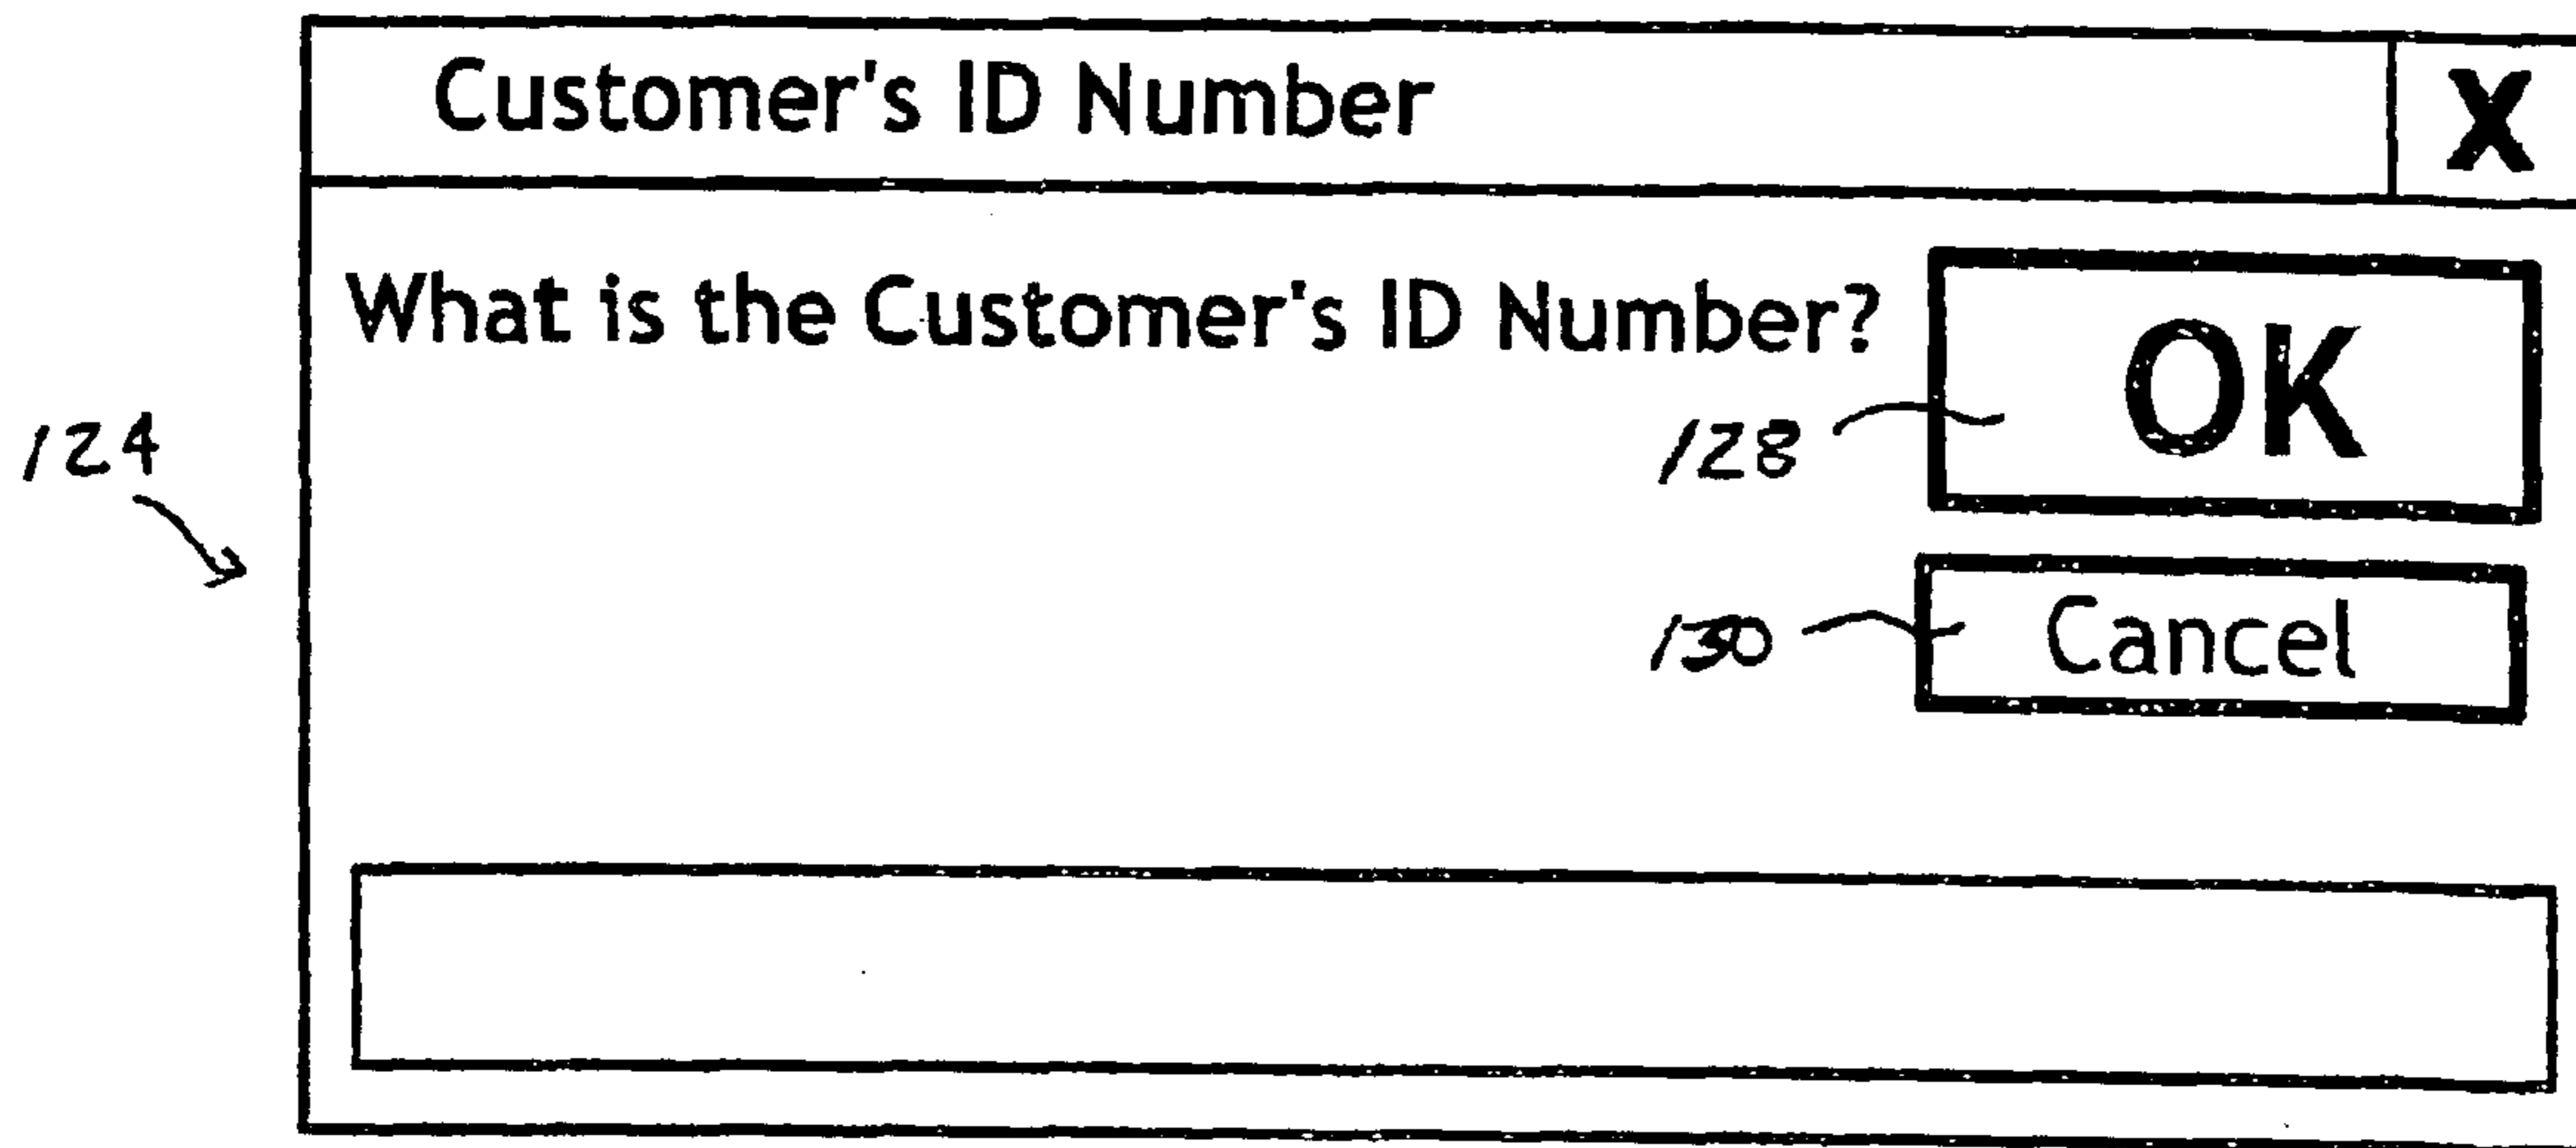 Customer's ID Number X
What is the Customer's ID Number?
OK
124
128
130
Cancel